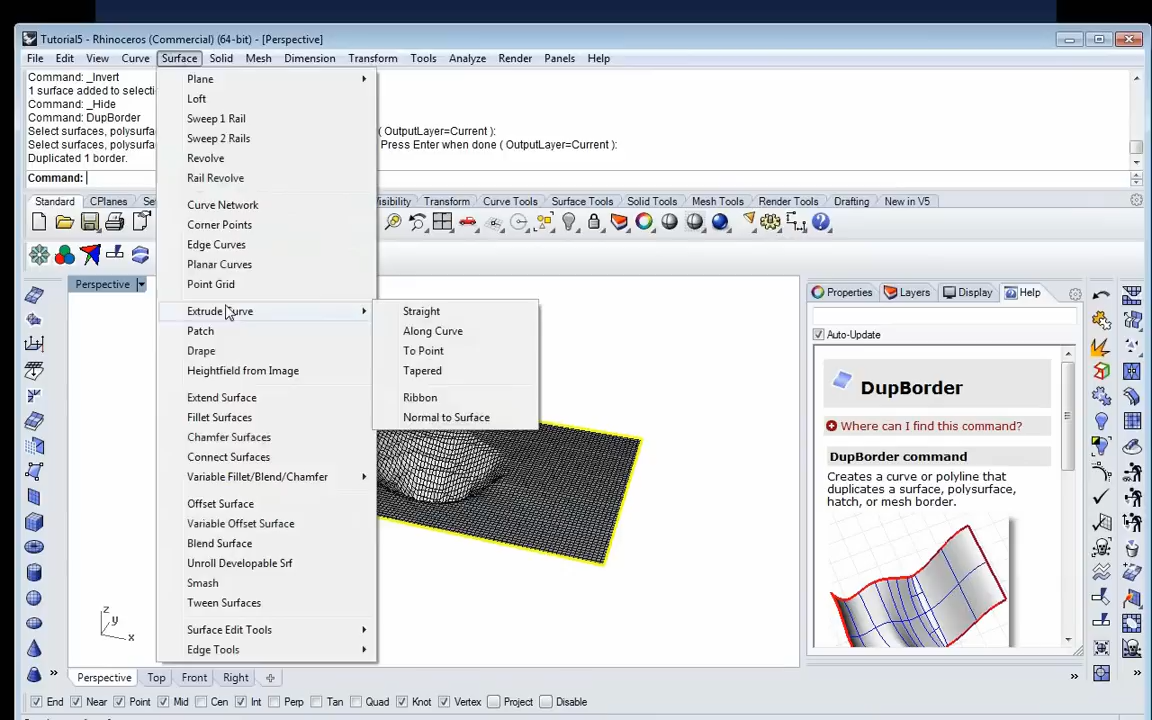 Tutorial5 - Rhinoceros (Commercial) (64-bit) - [Perspective]
File Edit View Curve Surface Solid Mesh Dimension Transform Tools Analyze Render Panels Help
Command: _Invert
1 surface added to selecti
Command: _Hide
Command: DupBorder
Select surfaces, polysurfa ( OutputLayer=Current ):
Select surfaces, polysurfa Press Enter when done ( OutputLayer=Current ):
Duplicated 1 border.
Command:
Plane
Loft
Sweep 1 Rail
Sweep 2 Rails
Revolve
Rail Revolve
Curve Network
Corner Points
Edge Curves
Planar Curves
Point Grid
Extrude Curve
Patch
Drape
Heightfield from Image
Extend Surface
Fillet Surfaces
Chamfer Surfaces
Connect Surfaces
Variable Fillet/Blend/Chamfer
Offset Surface
Variable Offset Surface
Blend Surface
Unroll Developable Srf
Smash
Tween Surfaces
Surface Edit Tools
Edge Tools
Straight
Along Curve
To Point
Tapered
Ribbon
Normal to Surface
Standard CPlanes Se isibility Transform Curve Tools Surface Tools Solid Tools Mesh Tools Render Tools Drafting New in V5
Perspective
z
y
x
Properties Layers Display Help
Auto-Update
DupBorder
Where can I find this command?
DupBorder command
Creates a curve or polyline that
duplicates a surface, polysurface,
hatch, or mesh border.
Perspective Top Front Right
End Near Point Mid Cen Int Perp Tan Quad Knot Vertex Project Disable